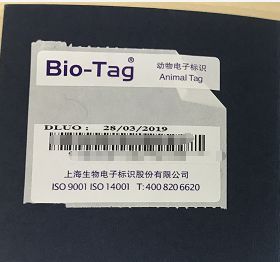 Bio-Tag® 动物电子标识
Animal Tag
DLUO: 28/03/2019
上海生物电子标识股份有限公司
ISO 9001 ISO 14001 T: 400 820 6620